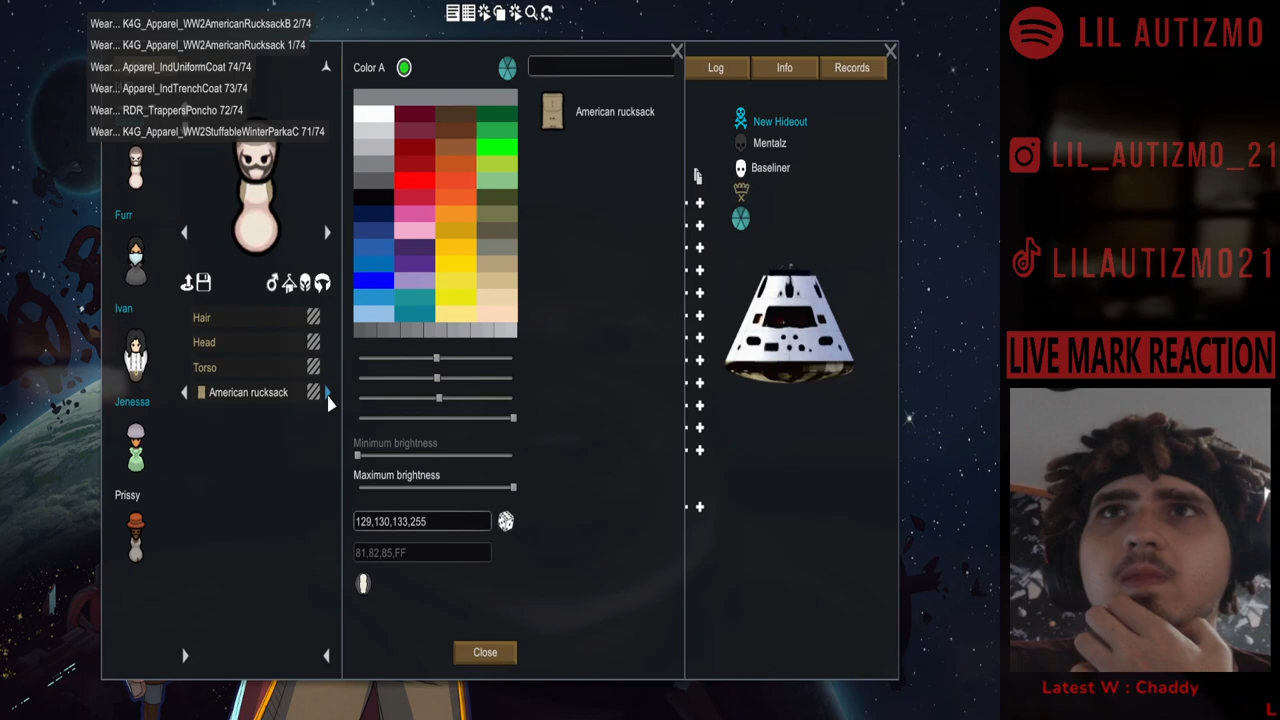 Wear... K4G_Apparel_WW2AmericanRucksackB 2/74
Wear... K4G_Apparel_WW2AmericanRucksack 1/74
Wear... Apparel_IndUniformCoat 74/74
Wear... Apparel_IndTrenchCoat 73/74
Wear... RDR_TrappersPoncho 72/74
Wear... K4G_Apparel_WW2StuffableWinterParkaC 71/74
Furr
Ivan
Jenessa
Prissy
Hair
Head
Torso
American rucksack
Color A
Minimum brightness
Maximum brightness
129,130,133,255
81,82,85,FF
Close
American rucksack
Log
Info
Records
New Hideout
Mentalz
Baseliner
LIL AUTIZMO
LIL_AUTIZMO_21
LILAUTIZMO21
LIVE MARK REACTION
Latest W : Chaddy
L